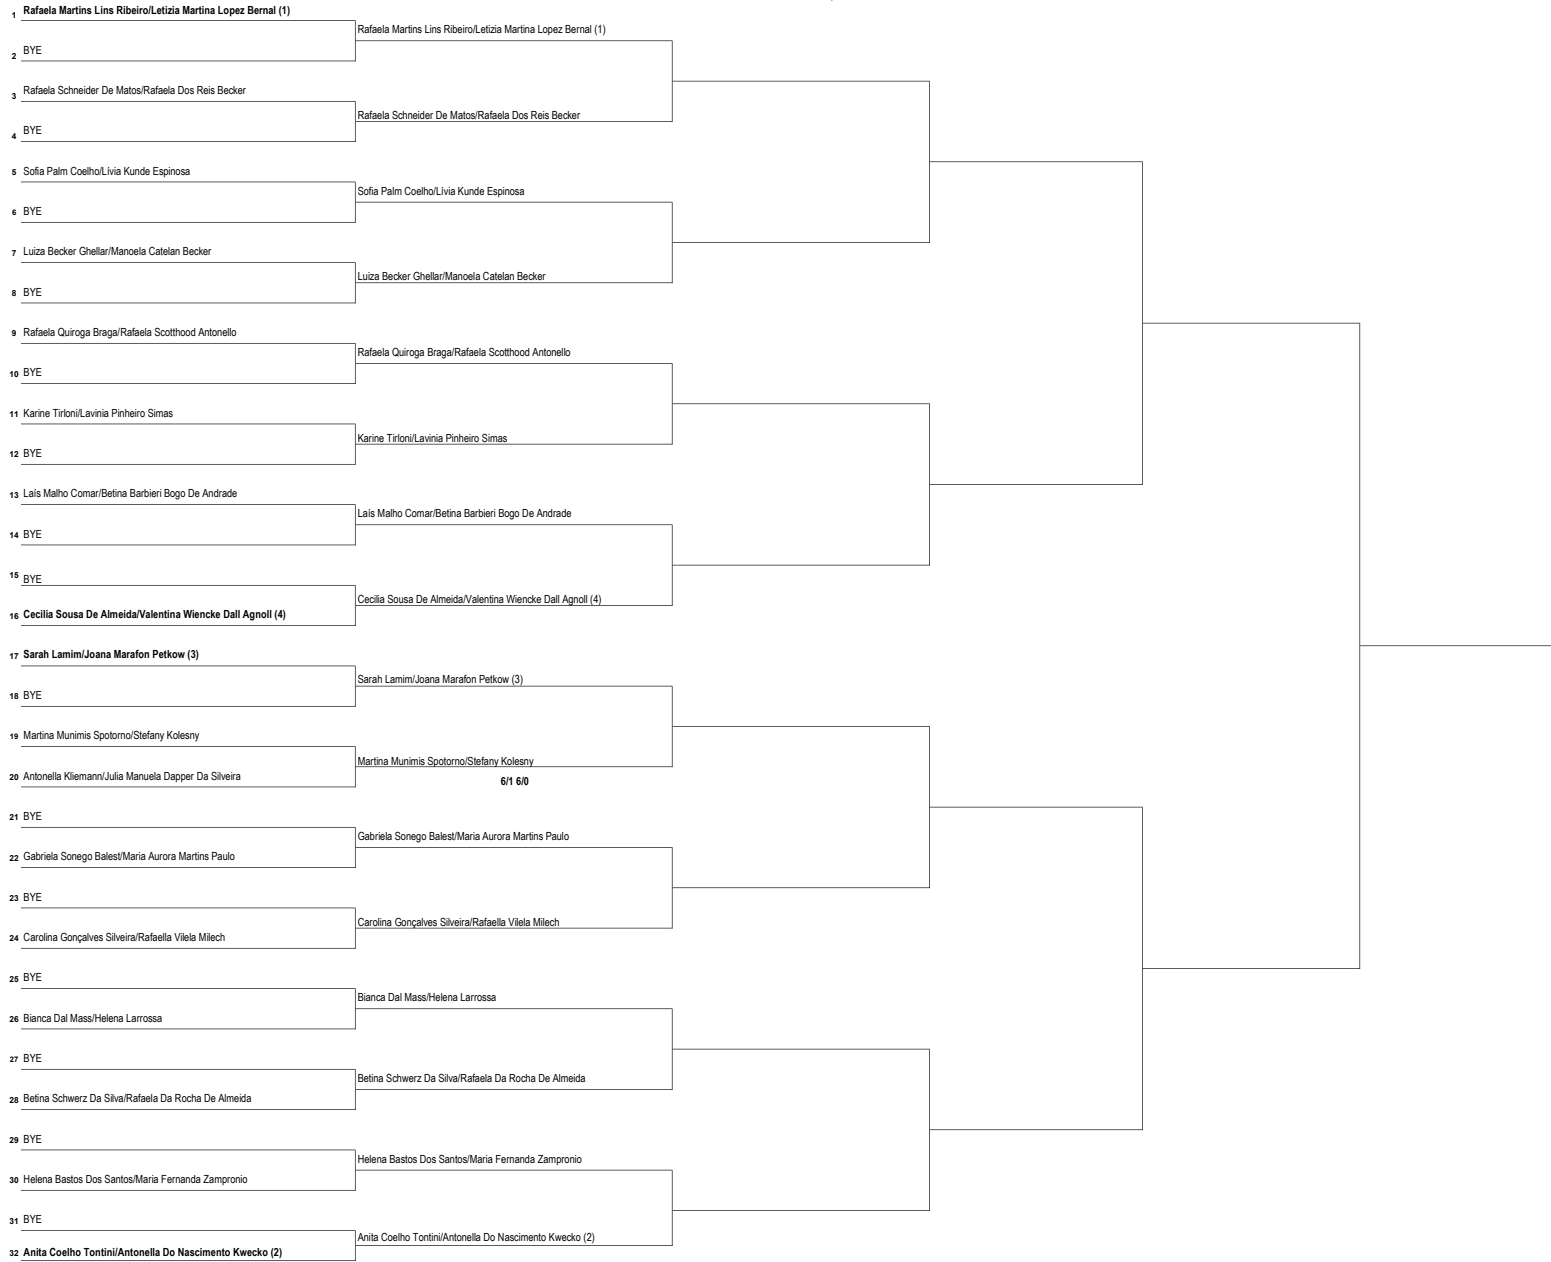 1 Rafaela Martins Lins Ribeiro/Letizia Martina Lopez Bernal (1)
Rafaela Martins Lins Ribeiro/Letizia Martina Lopez Bernal (1)
2 BYE
3 Rafaela Schneider De Matos/Rafaela Dos Reis Becker
Rafaela Schneider De Matos/Rafaela Dos Reis Becker
4 BYE
5 Sofia Palm Coelho/Lívia Kunde Espinosa
Sofia Palm Coelho/Lívia Kunde Espinosa
6 BYE
7 Luiza Becker Ghellar/Manoela Catelan Becker
Luiza Becker Ghellar/Manoela Catelan Becker
8 BYE
9 Rafaela Quiroga Braga/Rafaela Scotthood Antonello
Rafaela Quiroga Braga/Rafaela Scotthood Antonello
10 BYE
11 Karine Tirloni/Lavinia Pinheiro Simas
Karine Tirloni/Lavinia Pinheiro Simas
12 BYE
13 Laís Malho Comar/Betina Barbieri Bogo De Andrade
Laís Malho Comar/Betina Barbieri Bogo De Andrade
14 BYE
15 BYE
Cecilia Sousa De Almeida/Valentina Wiencke Dall Agnoll (4)
16 Cecilia Sousa De Almeida/Valentina Wiencke Dall Agnoll (4)
17 Sarah Lamim/Joana Marafon Petkow (3)
Sarah Lamim/Joana Marafon Petkow (3)
18 BYE
19 Martina Munimis Spotorno/Stefany Kolesny
Martina Munimis Spotorno/Stefany Kolesny
20 Antonella Kliemann/Julia Manuela Dapper Da Silveira
6/1 6/0
21 BYE
Gabriela Sonego Balest/Maria Aurora Martins Paulo
22 Gabriela Sonego Balest/Maria Aurora Martins Paulo
23 BYE
Carolina Gonçalves Silveira/Rafaella Vilela Milech
24 Carolina Gonçalves Silveira/Rafaella Vilela Milech
25 BYE
Bianca Dal Mass/Helena Larrossa
26 Bianca Dal Mass/Helena Larrossa
27 BYE
Betina Schwerz Da Silva/Rafaela Da Rocha De Almeida
28 Betina Schwerz Da Silva/Rafaela Da Rocha De Almeida
29 BYE
Helena Bastos Dos Santos/Maria Fernanda Zampronio
30 Helena Bastos Dos Santos/Maria Fernanda Zampronio
31 BYE
Anita Coelho Tontini/Antonella Do Nascimento Kwecko (2)
32 Anita Coelho Tontini/Antonella Do Nascimento Kwecko (2)